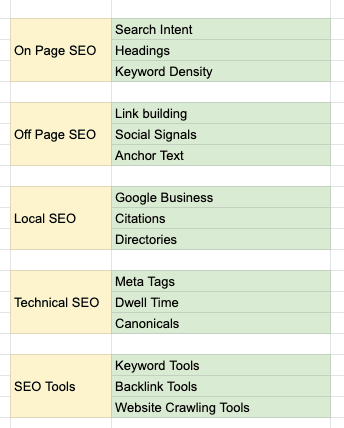 Search Intent
On Page SEO
Headings
Keyword Density
Link building
Off Page SEO
Social Signals
Anchor Text
Google Business
Local SEO
Citations
Directories
Meta Tags
Technical SEO
Dwell Time
Canonicals
Keyword Tools
SEO Tools
Backlink Tools
Website Crawling Tools